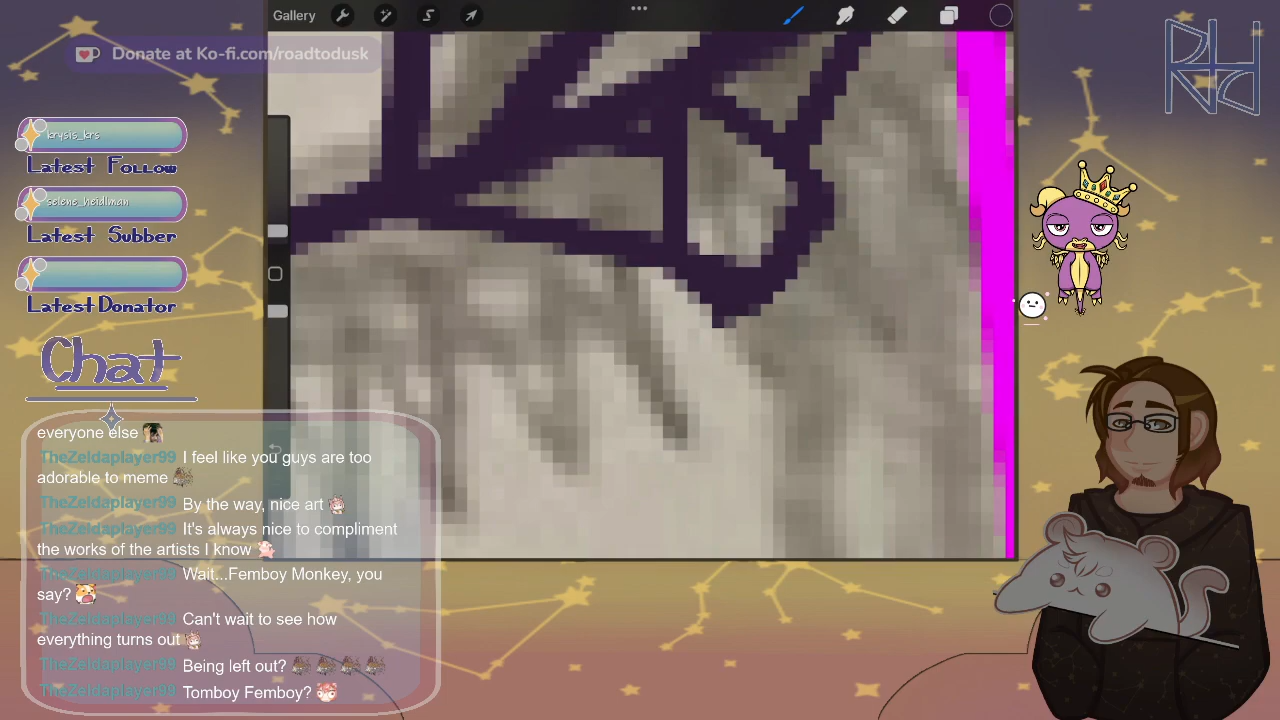 Gallery
Donate at Ko-fi.com/roadtodusk
krysis_krs
Latest Follow
selene_heidlman
Latest Subber
Latest Donator
Chat
everyone else
TheZeldaplayer99 I feel like you guys are too
adorable to meme
TheZeldaplayer99 By the way, nice art
TheZeldaplayer99 It's always nice to compliment
the works of the artists I know
TheZeldaplayer99 Wait...Femboy Monkey, you
say?
TheZeldaplayer99 Can't wait to see how
everything turns out
TheZeldaplayer99 Being left out?
TheZeldaplayer99 Tomboy Femboy?